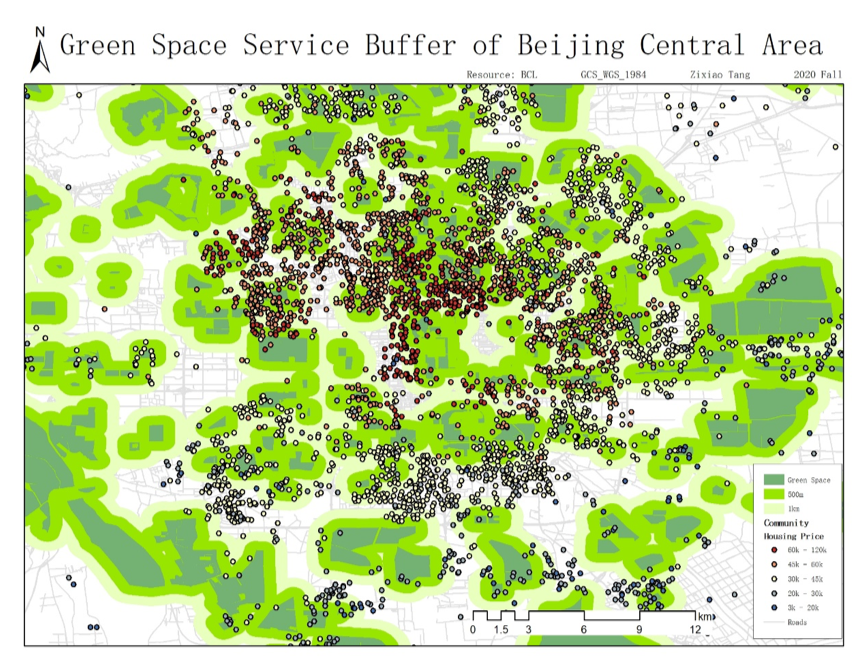 N
Green Space Service Buffer of Beijing Central Area
Resource: BCL GCS_WGS_1984 Zixiao Tang 2020 Fall
Green Space
500m
1km
Community
Housing Price
60k - 120k
45k - 60k
30k - 45k
20k - 30k
3k - 20k
Roads
km
0 1.5 3 6 9 12